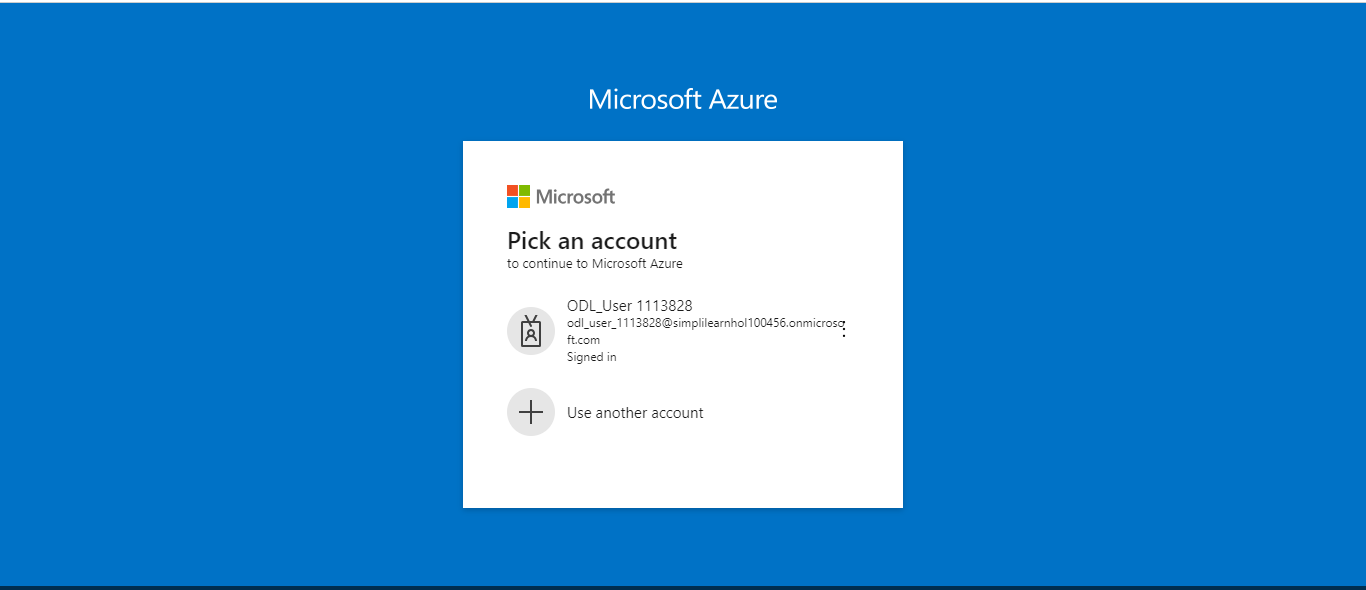 Microsoft Azure
Microsoft
Pick an account
to continue to Microsoft Azure
ODL_User 1113828
odl_user_1113828@simplilearnhol100456.onmicroso
ft.com
Signed in
Use another account